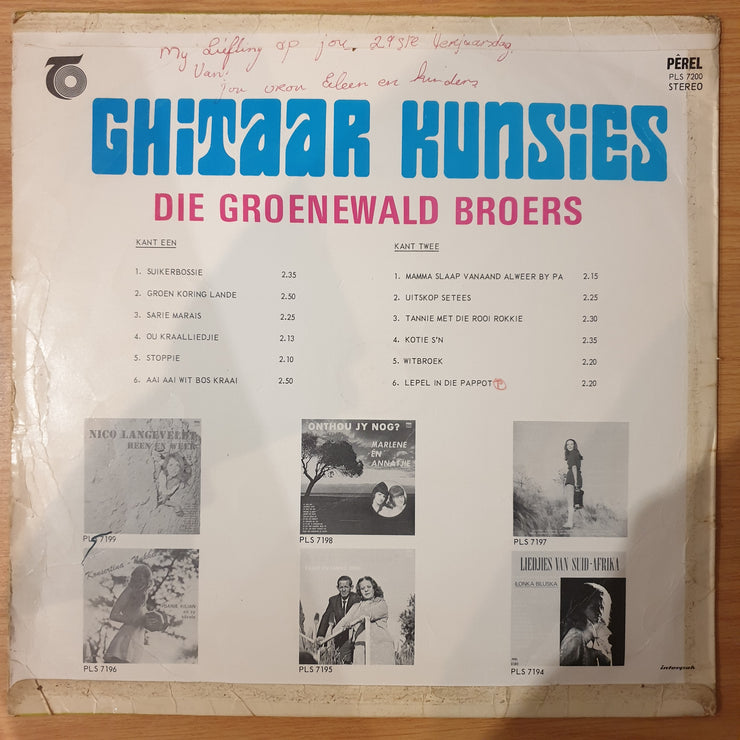 My Liefling op jou 29ste Verjaarsdag.
Van:
jou vrou Eileen en kinders
PÊREL
PLS 7200
STEREO
GHITAAR KUNSIES
DIE GROENEWALD BROERS
KANT EEN
1. SUIKERBOSSIE 2.35
2. GROEN KORING LANDE 2.50
3. SARIE MARAIS 2.25
4. OU KRAALLIEDJIE 2.13
5. STOPPIE 2.10
6. AAI AAI WIT BOS KRAAI 2.50
KANT TWEE
1. MAMMA SLAAP VANAAND ALWEER BY PA 2.15
2. UITSKOP SETEES 2.25
3. TANNIE MET DIE ROOI ROKKIE 2.30
4. KOTIE S'N 2.35
5. WITBROEK 2.20
6. LEPEL IN DIE PAPPOT 2.20
NICO LANGEVELDT
HEEN EN WEER
PLS 7199
ONTHOU JY NOG?
MARLENE
EN
ANNATJIE
PLS 7198
PLS 7197
Konsertina
KILIAN
PLS 7196
PLS 7195
LIEDJIES VAN SUID-AFRIKA
ILONKA BILUSKA
PLS 7194
interpak